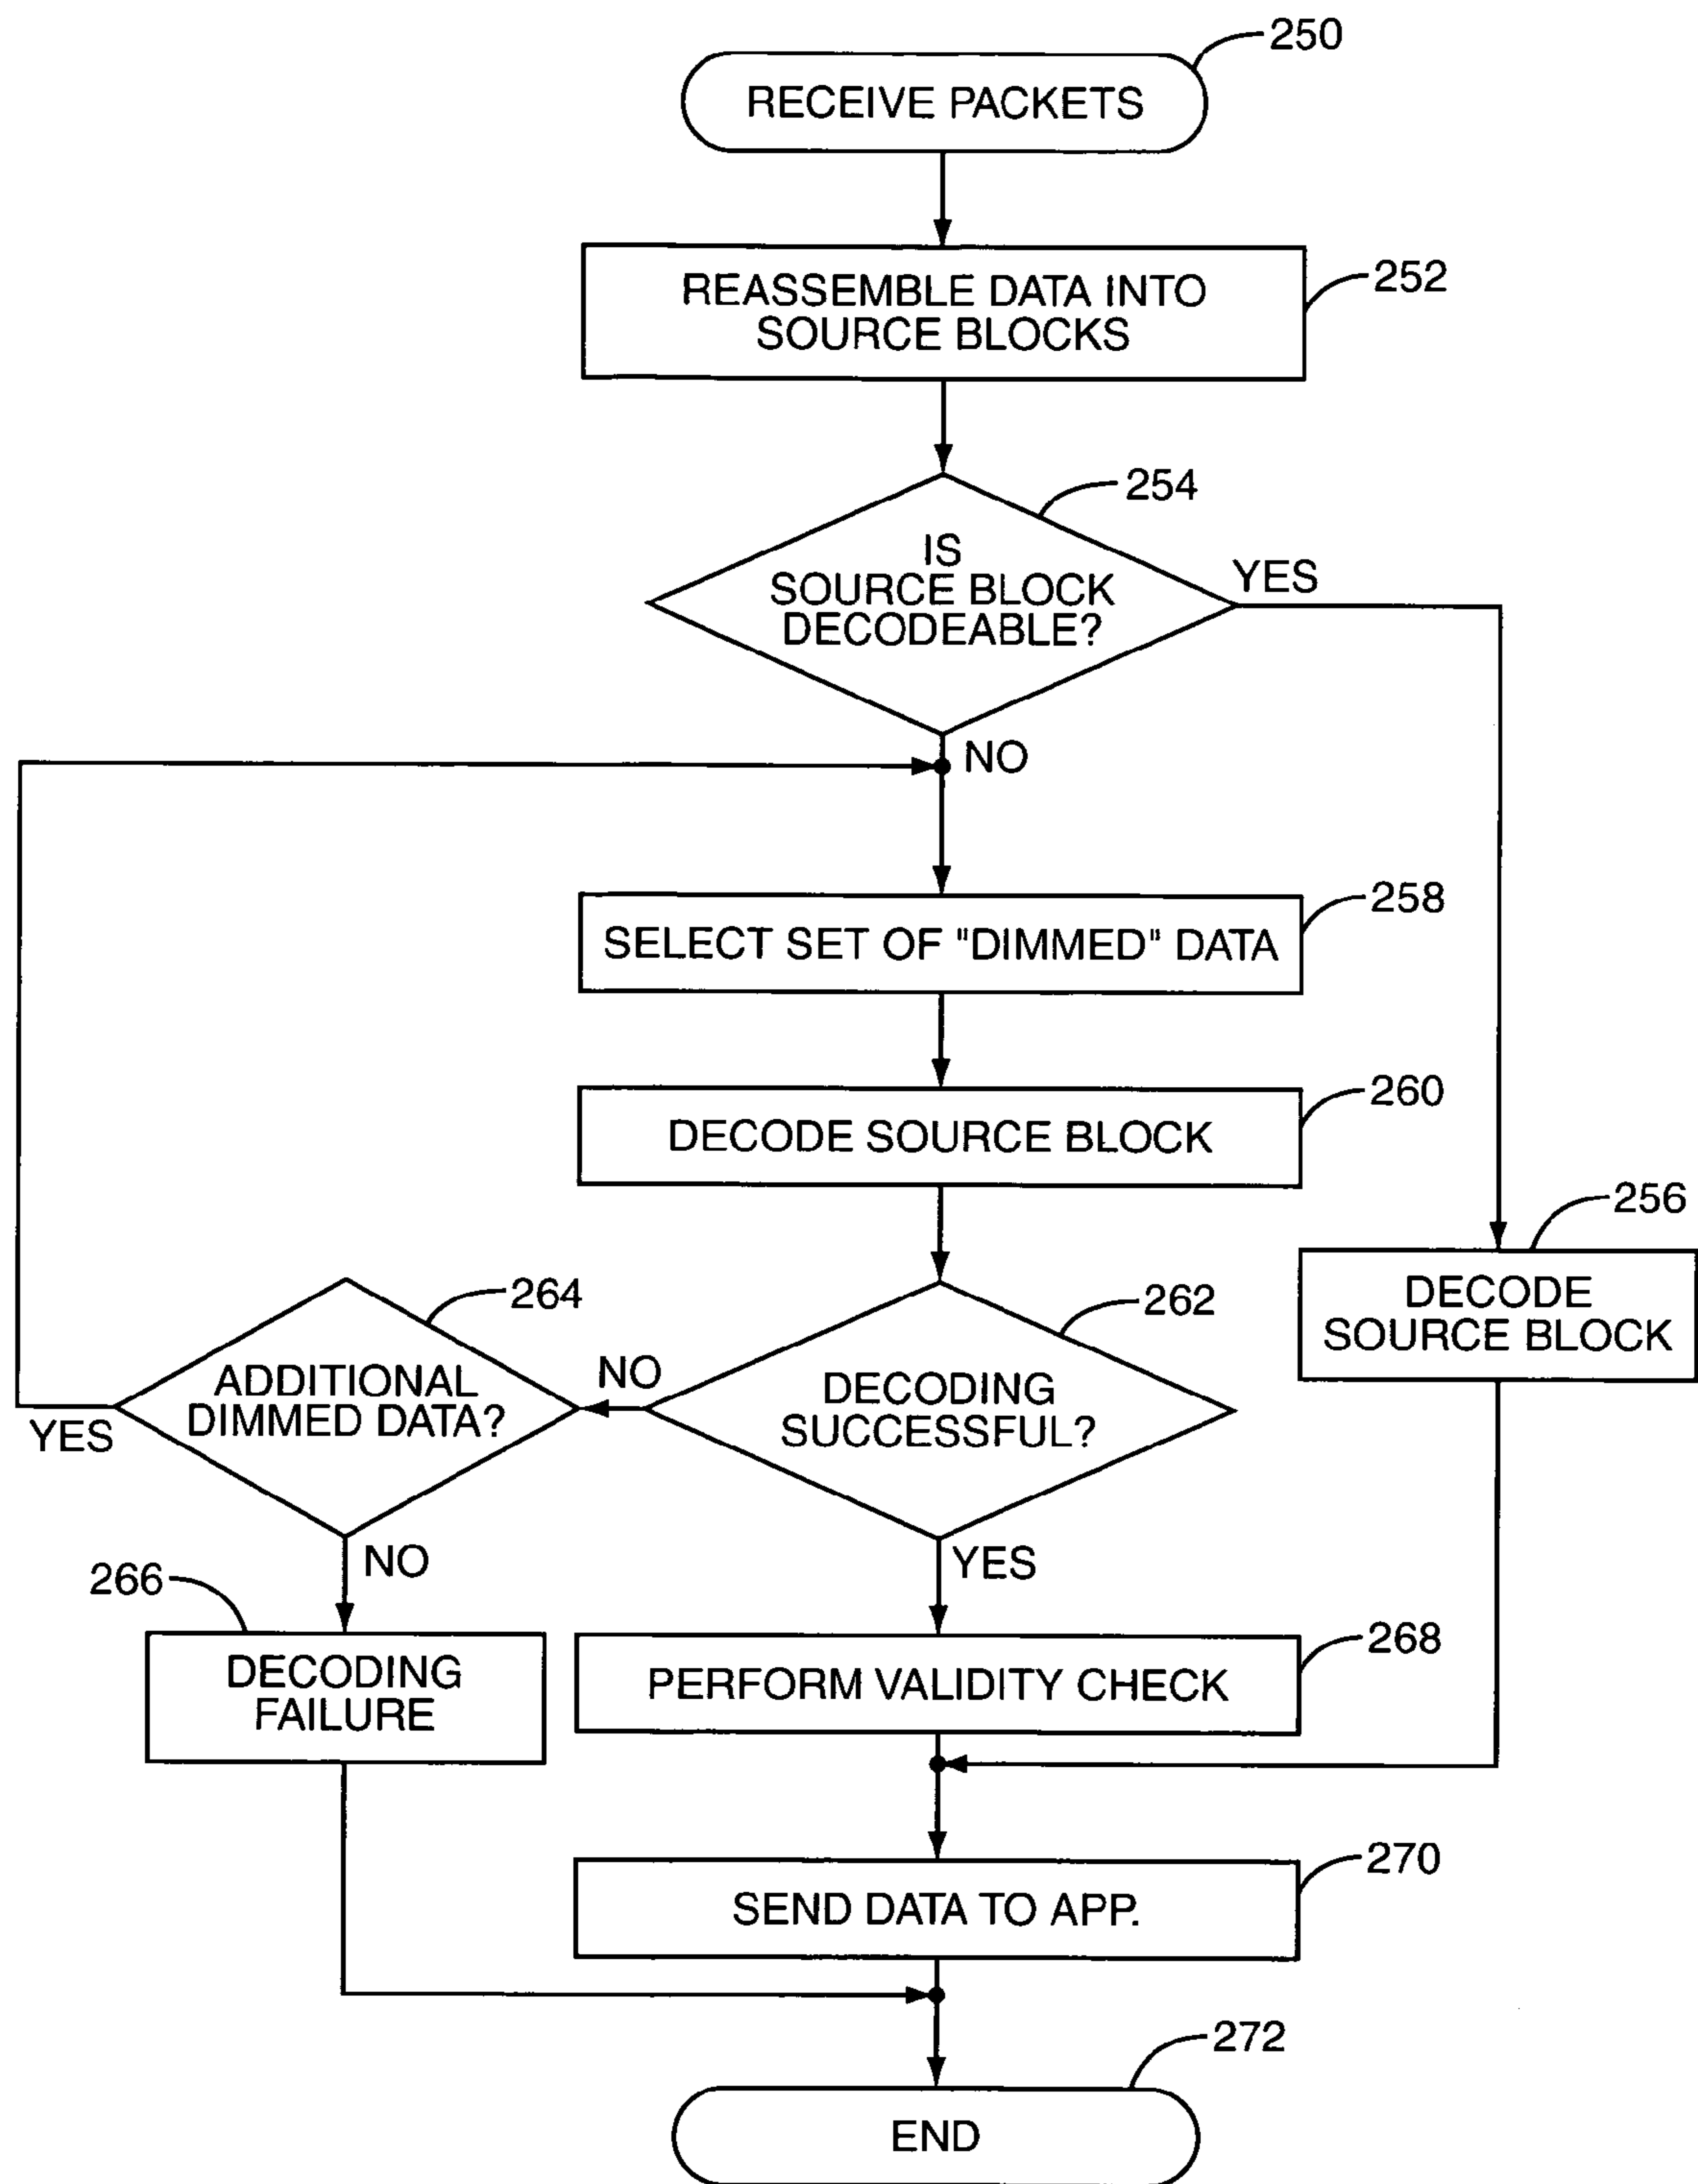 250
RECEIVE PACKETS
252
REASSEMBLE DATA INTO
SOURCE BLOCKS
254
IS
SOURCE BLOCK
DECODEABLE?
YES
NO
258
SELECT SET OF "DIMMED" DATA
260
DECODE SOURCE BLOCK
256
DECODE
SOURCE BLOCK
264
ADDITIONAL
DIMMED DATA?
YES
NO
262
DECODING
SUCCESSFUL?
NO
YES
266
DECODING
FAILURE
268
PERFORM VALIDITY CHECK
270
SEND DATA TO APP.
272
END